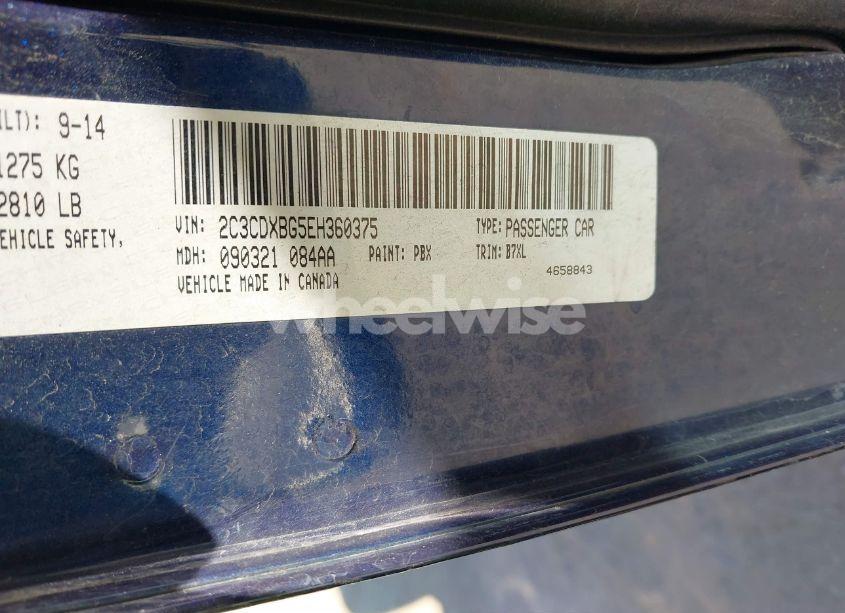 ILT): 9-14
1275 KG
2810 LB
EHICLE SAFETY,
VIN: 2C3CDXBG5EH360375 TYPE: PASSENGER CAR
MDH: 090321 084AA PAINT: PBX TRIM: B7XL
VEHICLE MADE IN CANADA 4658843
wheelwise